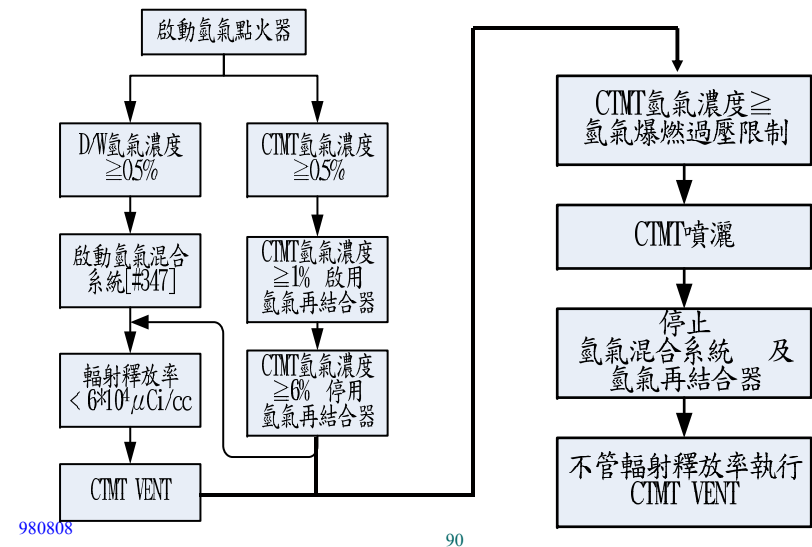 啟動氫氣點火器
D/W氫氣濃度
≧0.5%
啟動氫氣混合
系統[#347]
輻射釋放率
< 6*10⁴μCi/cc
CTMT VENT
CTMT氫氣濃度
≧0.5%
CTMT氫氣濃度
≧1% 啟用
氫氣再結合器
CTMT氫氣濃度
≧6% 停用
氫氣再結合器
CTMT氫氣濃度≧
氫氣爆燃過壓限制
CTMT噴灑
停止
氫氣混合系統 及
氫氣再結合器
不管輻射釋放率執行
CTMT VENT
980808
90